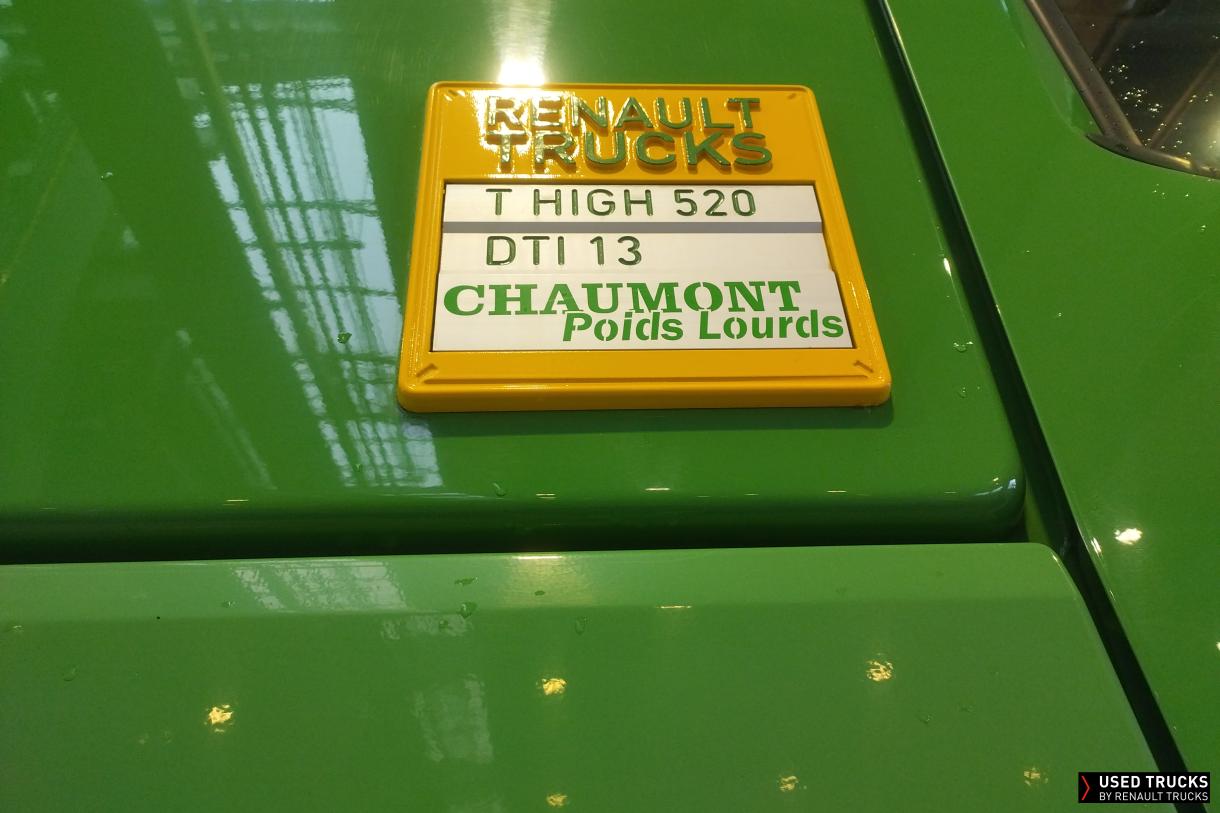 RENAULT
TRUCKS
T HIGH 520
DTI 13
CHAUMONT
Poids Lourds
USED TRUCKS
BY RENAULT TRUCKS